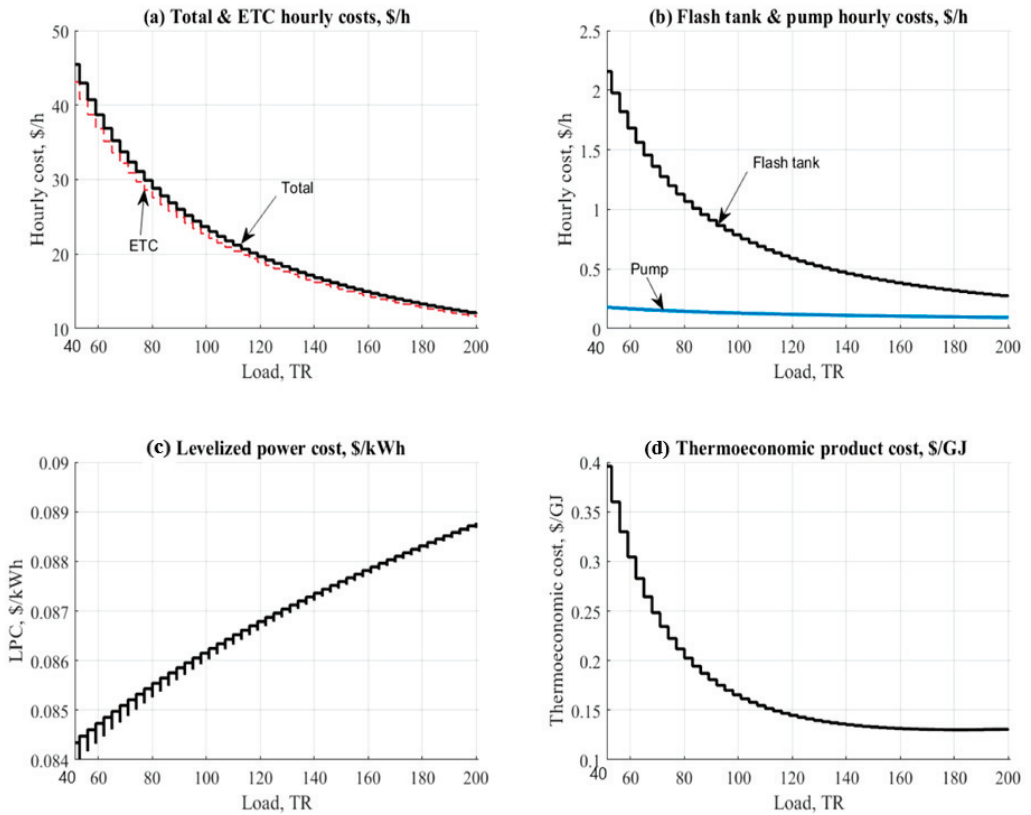 (a) Total & ETC hourly costs, $/h
50
40
30
20
10
Hourly cost, $/h
Total
ETC
40 60 80 100 120 140 160 180 200
Load, TR
(b) Flash tank & pump hourly costs, $/h
2.5
2
1.5
1
0.5
0
Hourly cost, $/h
Flash tank
Pump
40 60 80 100 120 140 160 180 200
Load, TR
(c) Levelized power cost, $/kWh
0.09
0.089
0.088
0.087
0.086
0.085
0.084
LPC, $/kWh
40 60 80 100 120 140 160 180 200
Load, TR
(d) Thermoeconomic product cost, $/GJ
0.4
0.35
0.3
0.25
0.2
0.15
0.1
Thermoeconomic cost, $/GJ
40 60 80 100 120 140 160 180 200
Load, TR